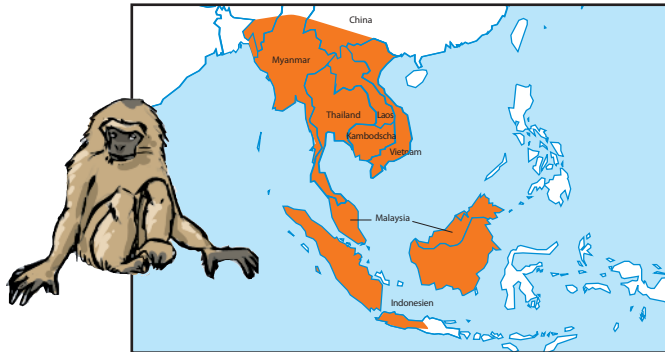 China
Myanmar
Thailand
Laos
Kambodscha
Vietnam
Malaysia
Indonesien